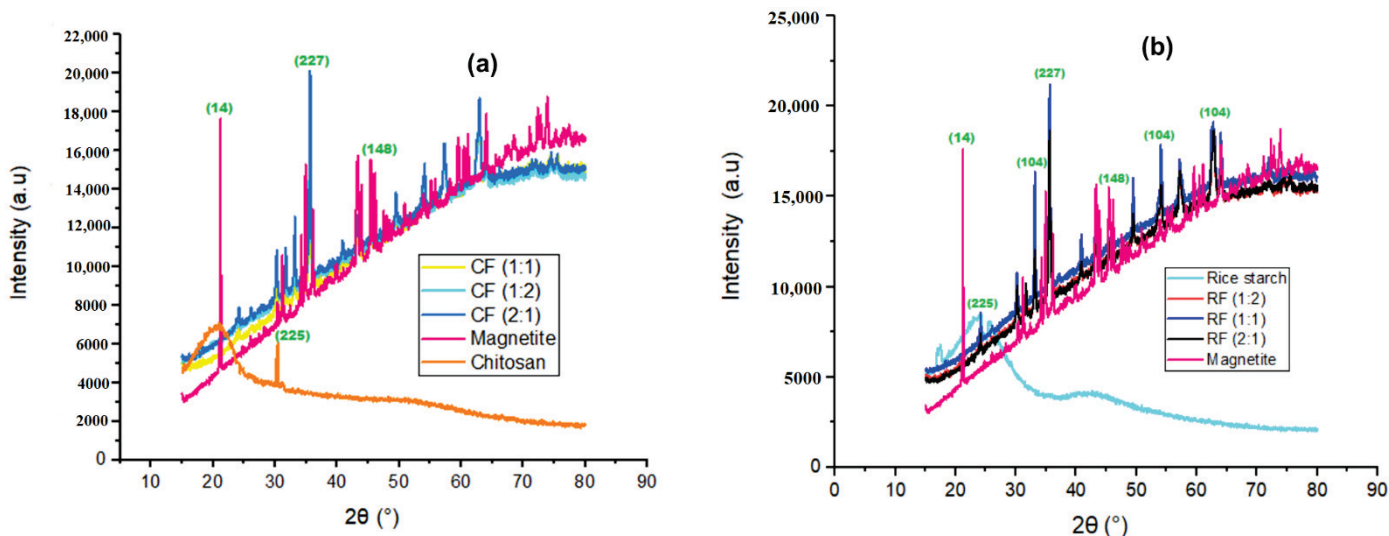 (a)
22,000
20,000
18,000
16,000
14,000
12,000
10,000
8000
6000
4000
2000
0
Intensity (a.u)
(14)
(227)
(148)
(225)
CF (1:1)
CF (1:2)
CF (2:1)
Magnetite
Chitosan
10 20 30 40 50 60 70 80 90
2θ (°)
(b)
25,000
20,000
15,000
10,000
5000
0
Intensity (a.u)
(227)
(14)
(104)
(104)
(104)
(148)
(225)
Rice starch
RF (1:2)
RF (1:1)
RF (2:1)
Magnetite
10 20 30 40 50 60 70 80 90
2θ (°)